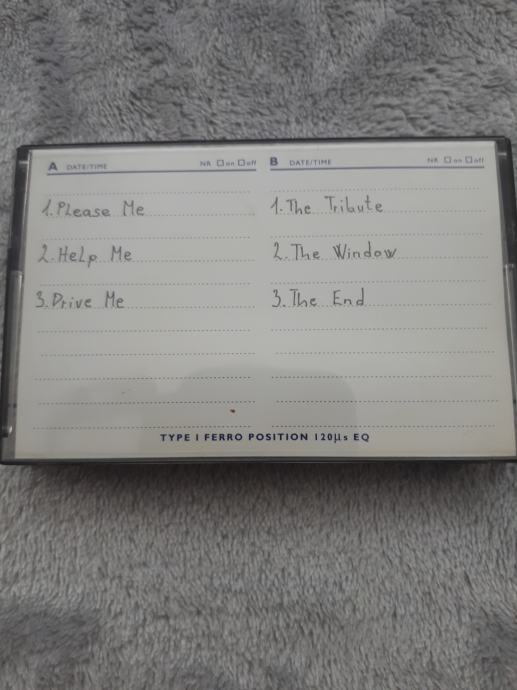 A DATE/TIME NR on off
B DATE/TIME NR on off
1. Please Me
2. Help Me
3. Drive Me
1. The Tribute
2. The Window
3. The End
TYPE I FERRO POSITION 120µs EQ